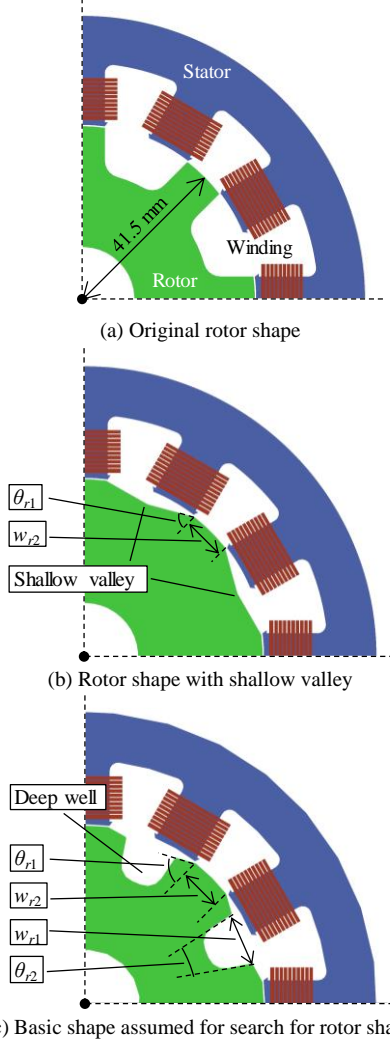 Stator
41.5 mm
Winding
Rotor
(a) Original rotor shape
θr1
wr2
Shallow valley
(b) Rotor shape with shallow valley
Deep well
θr1
wr2
wr1
θr2
) Basic shape assumed for search for rotor sha